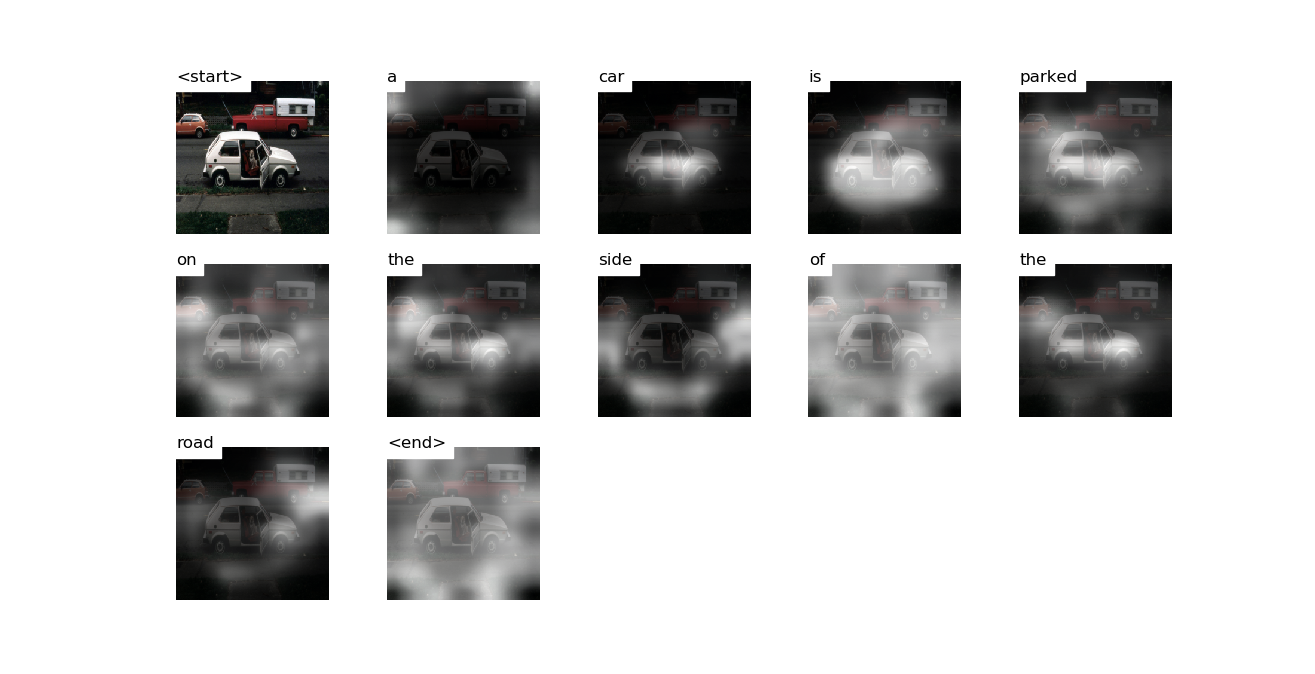 <start> a car is parked
on the side of the
road <end>